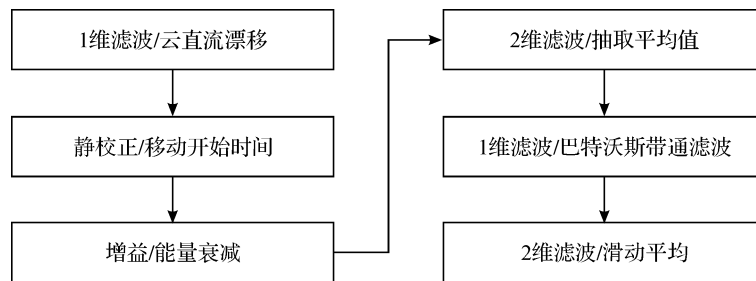 1维滤波/云直流漂移
静校正/移动开始时间
增益/能量衰减
2维滤波/抽取平均值
1维滤波/巴特沃斯带通滤波
2维滤波/滑动平均